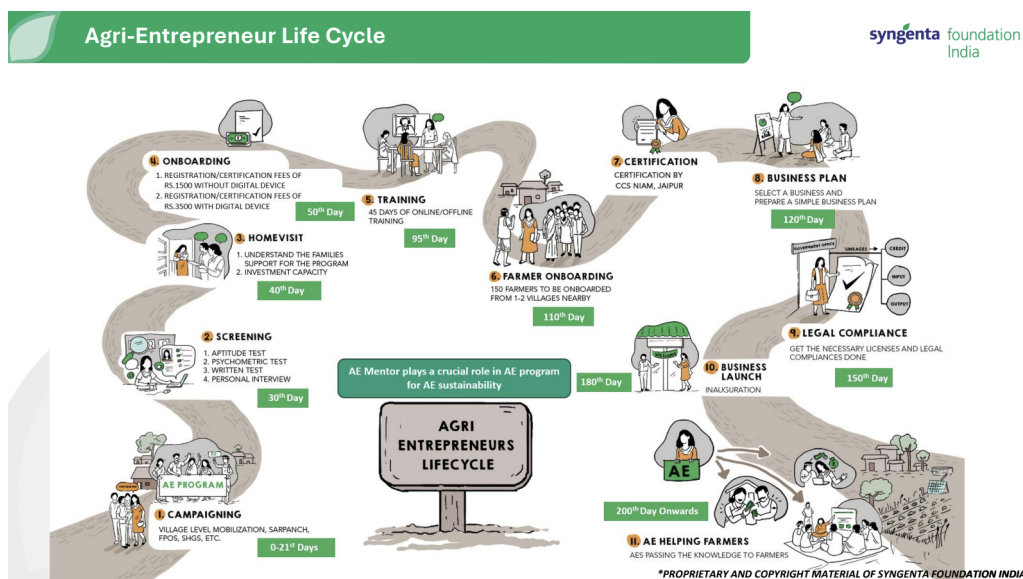 Agri-Entrepreneur Life Cycle
syngenta foundation
India
4. ONBOARDING
1. REGISTRATION/CERTIFICATION FEES OF
RS.1500 WITHOUT DIGITAL DEVICE
2. REGISTRATION/CERTIFICATION FEES OF
RS.3500 WITH DIGITAL DEVICE
50th Day
5. TRAINING
45 DAYS OF ONLINE/OFFLINE
TRAINING
95th Day
7. CERTIFICATION
CERTIFICATION BY
CCS NIAM, JAIPUR
8. BUSINESS PLAN
SELECT A BUSINESS AND
PREPARE A SIMPLE BUSINESS PLAN
120th Day
3. HOMEVISIT
1. UNDERSTAND THE FAMILIES
SUPPORT FOR THE PROGRAM
2. INVESTMENT CAPACITY
40th Day
6. FARMER ONBOARDING
150 FARMERS TO BE ONBOARDED
FROM 1-2 VILLAGES NEARBY
110th Day
GOVERNMENT OFFICE
LINKAGES
CREDIT
INPUT
OUTPUT
9. LEGAL COMPLIANCE
GET THE NECESSARY LICENSES AND LEGAL
COMPLIANCES DONE
150th Day
2. SCREENING
1. APTITUDE TEST
2. PSYCHOMETRIC TEST
3. WRITTEN TEST
4. PERSONAL INTERVIEW
30th Day
AE Mentor plays a crucial role in AE program
for AE sustainability
180th Day
10. BUSINESS
LAUNCH
INAUGURATION
AGRI
ENTREPRENEURS
LIFECYCLE
AE PROGRAM
1. CAMPAIGNING
VILLAGE LEVEL MOBILIZATION, SARPANCH,
FPOS, SHGS, ETC.
0-21st Days
AE
200th Day Onwards
11. AE HELPING FARMERS
AES PASSING THE KNOWLEDGE TO FARMERS
*PROPRIETARY AND COPYRIGHT MATERIAL OF SYNGENTA FOUNDATION INDIA